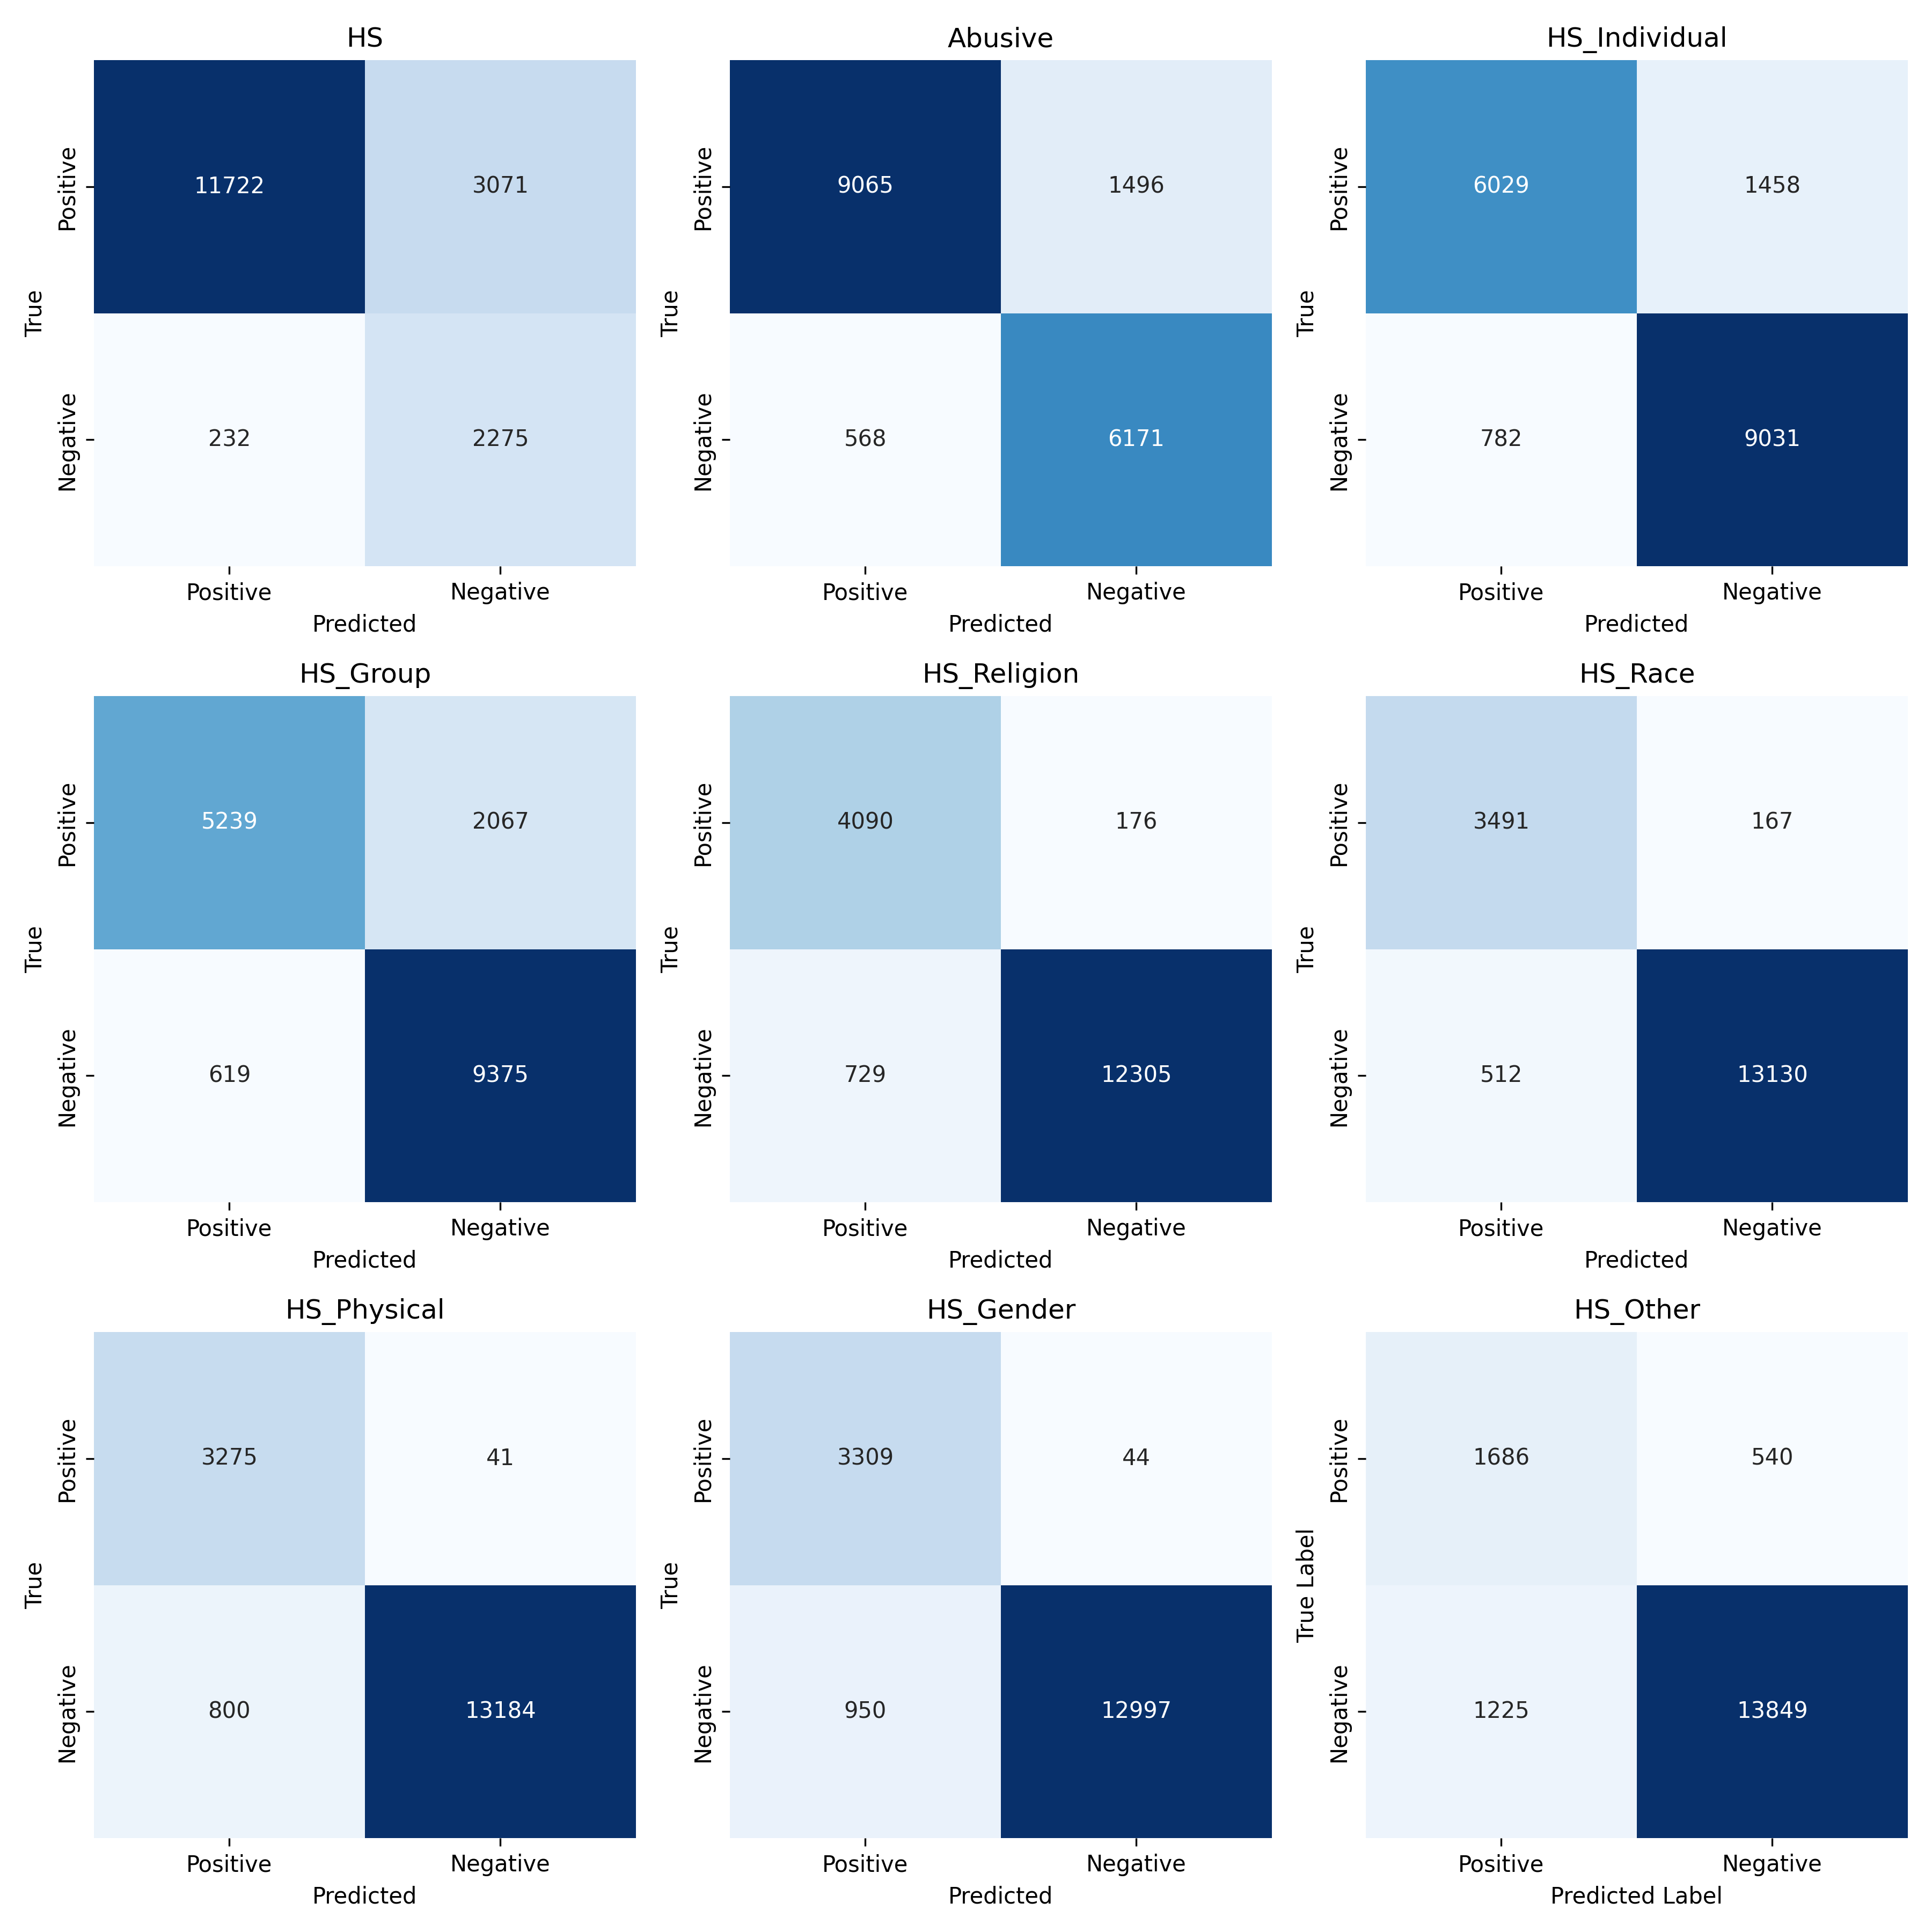 HS
Abusive
HS_Individual
Positive
11722
3071
True
Negative
232
2275
Positive
Negative
Predicted
Positive
9065
1496
True
Negative
568
6171
Positive
Negative
Predicted
Positive
6029
1458
True
Negative
782
9031
Positive
Negative
Predicted
HS_Group
HS_Religion
HS_Race
Positive
5239
2067
True
Negative
619
9375
Positive
Negative
Predicted
Positive
4090
176
True
Negative
729
12305
Positive
Negative
Predicted
Positive
3491
167
True
Negative
512
13130
Positive
Negative
Predicted
HS_Physical
HS_Gender
HS_Other
Positive
3275
41
True
Negative
800
13184
Positive
Negative
Predicted
Positive
3309
44
True
Negative
950
12997
Positive
Negative
Predicted
Positive
1686
540
True Label
Negative
1225
13849
Positive
Negative
Predicted Label